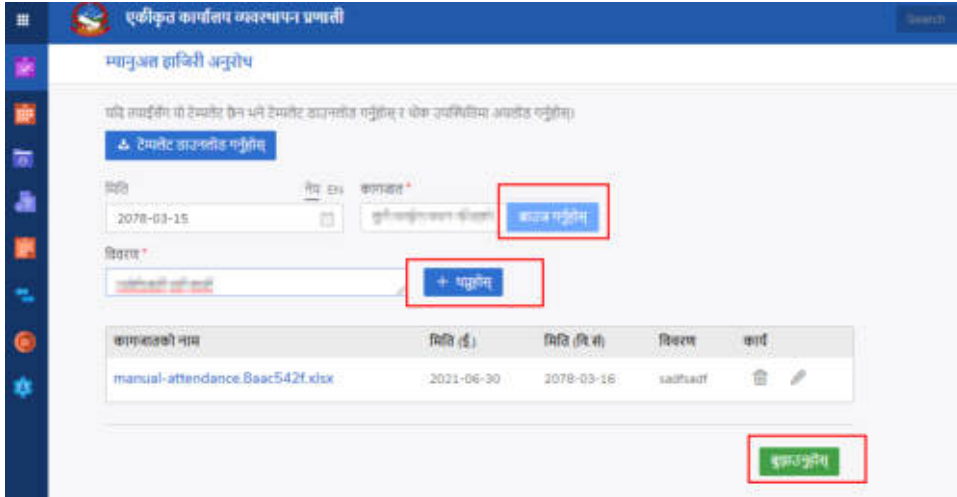 एकीकृत कार्यालय व्यवस्थापन प्रणाली
Search
म्यानुअल हाजिरी अनुरोध
यदि तपाईसँग यो टेम्पलेट छैन भने टेम्पलेट डाउनलोड गर्नुहोस् र थोक उपस्थितिमा अपलोड गर्नुहोस्।
टेम्पलेट डाउनलोड गर्नुहोस्
मिति नेप EN कागजात *
2078-03-15 ब्राउज गर्नुहोस्
विवरण *
+ थप्नुहोस्
कागजातको नाम मिति (ई.) मिति (वि.सं) विवरण कार्य
manual-attendance.8aac542f.xlsx 2021-06-30 2078-03-16 sadfsadf
बुझाउनुहोस्